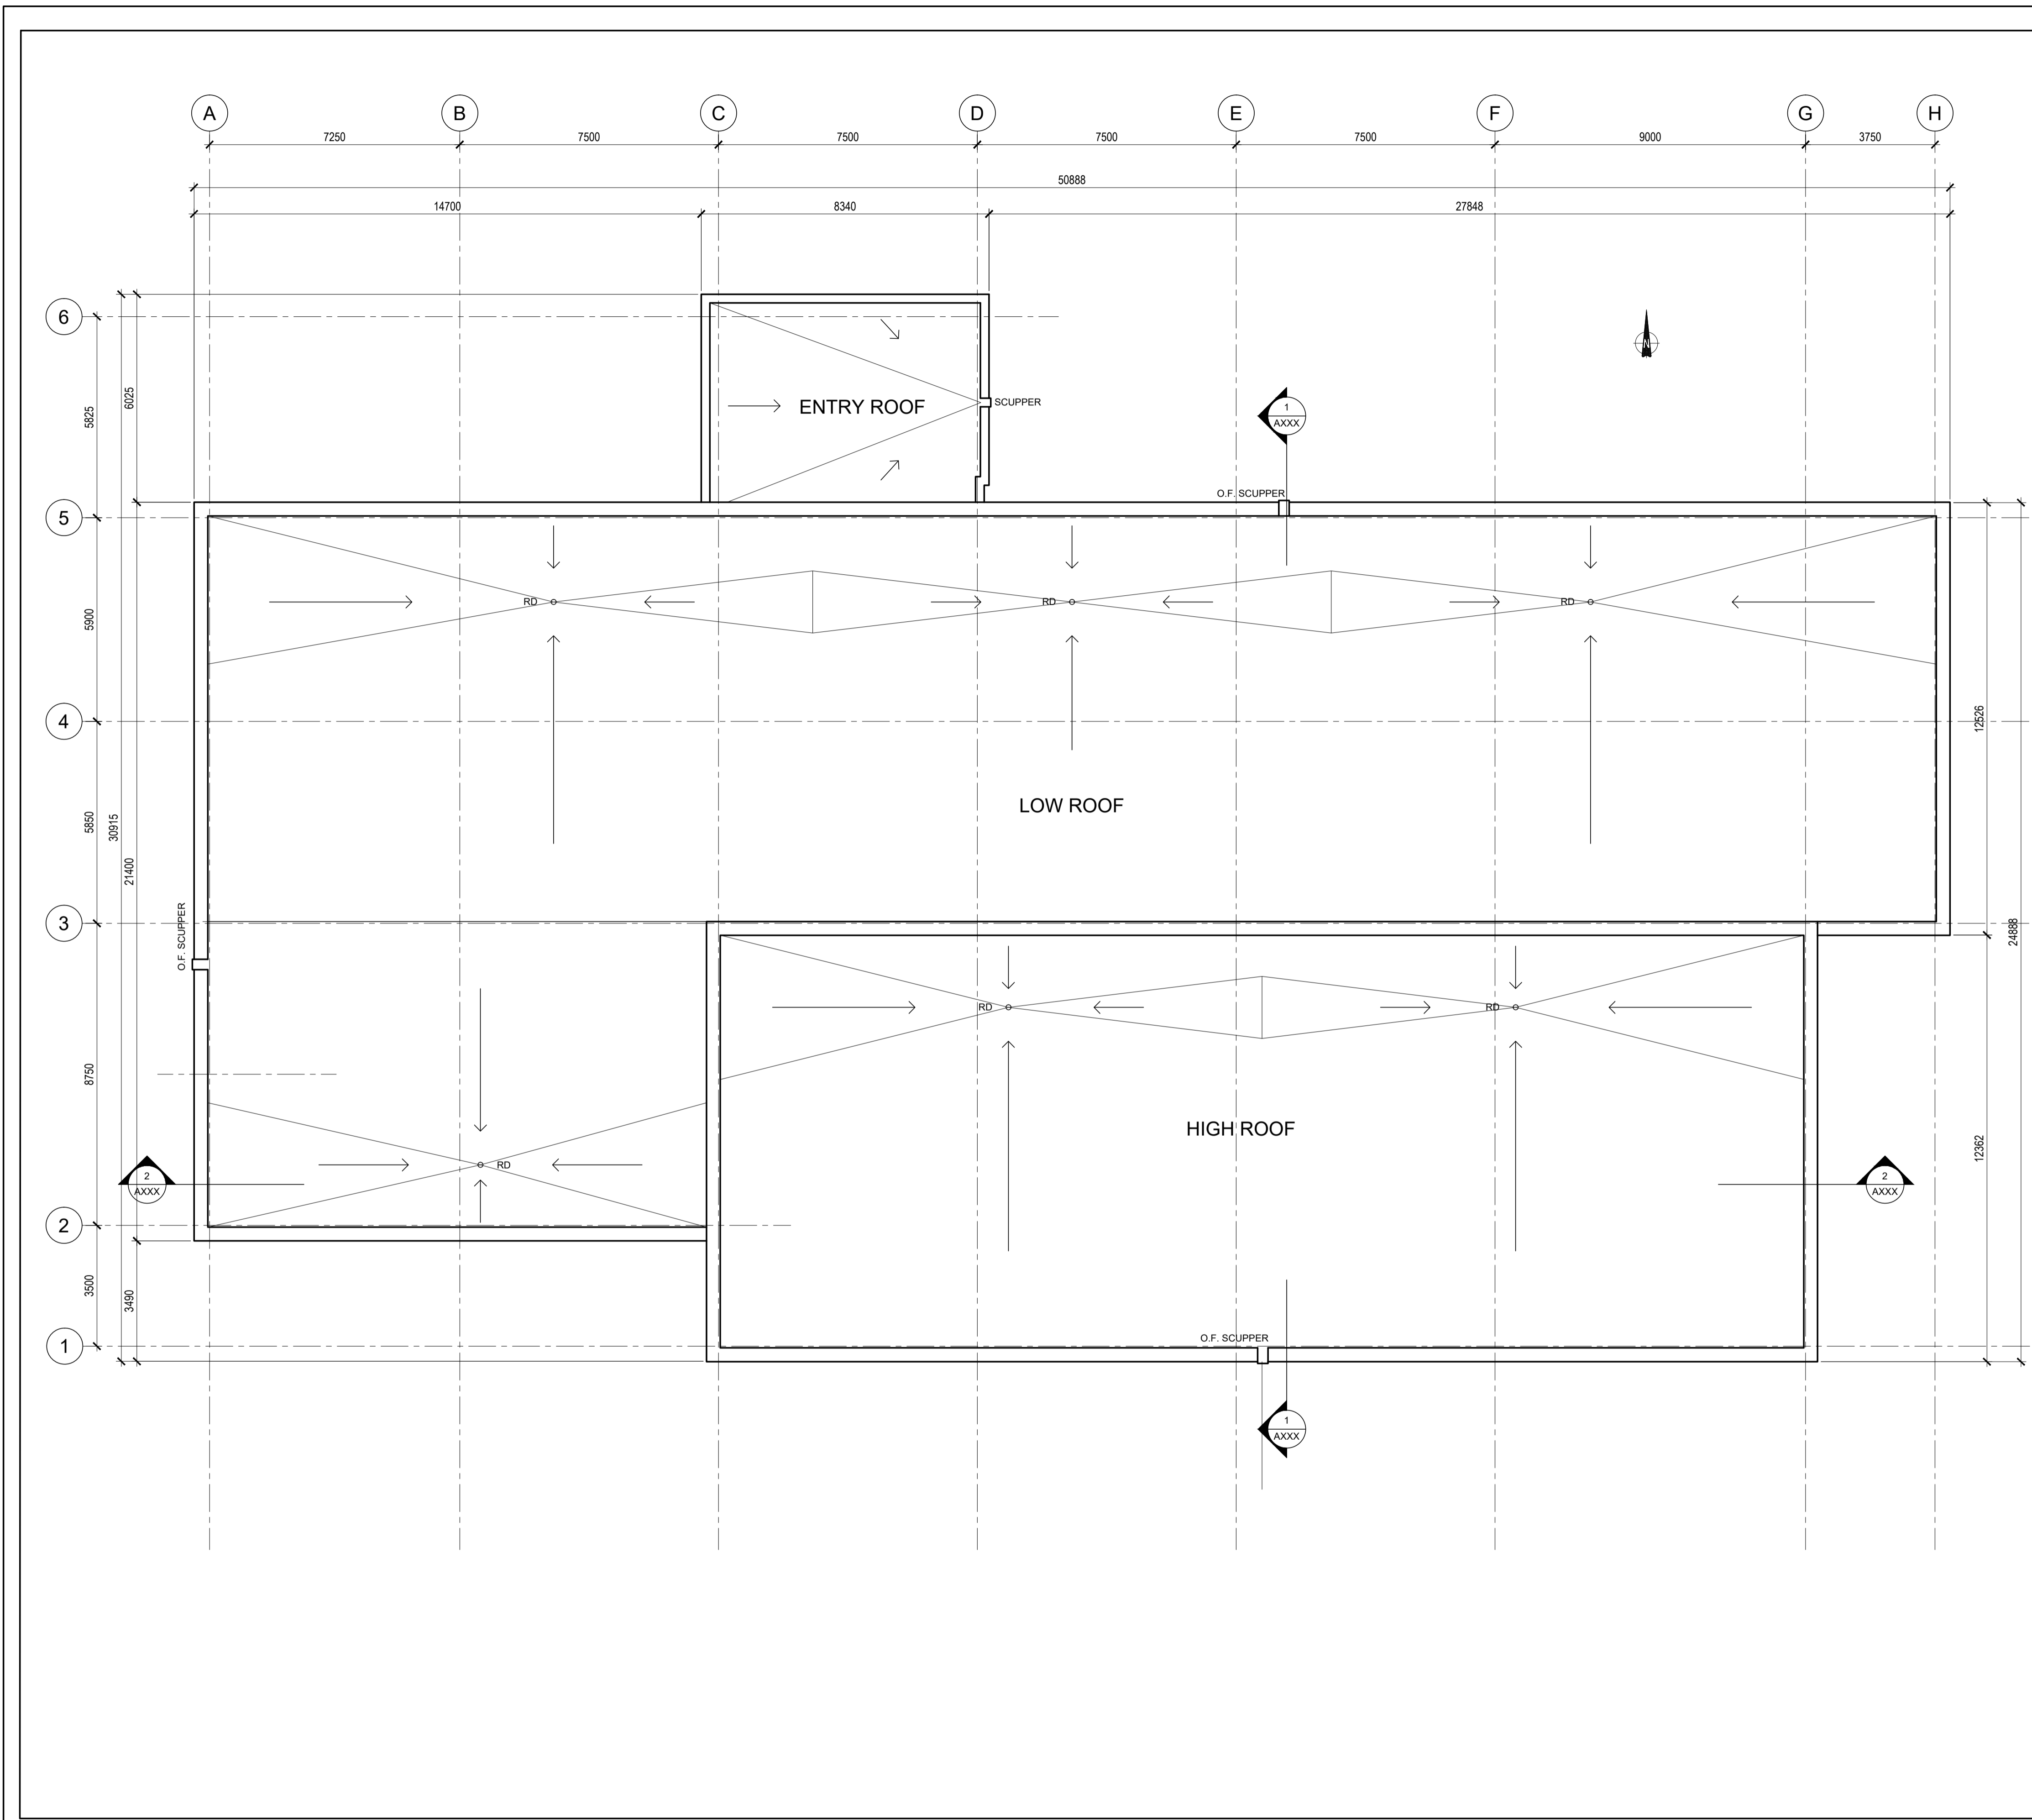 A B C D E F G H
7250 7500 7500 7500 7500 9000 3750
50888
14700 8340 27848
6
6025
5825
ENTRY ROOF
SCUPPER
1
AXXX
N
O.F. SCUPPER
5
RD RD RD
5900
4
12526
LOW ROOF
5850
30915
21400
3
O.F. SCUPPER
24888
RD RD
8750
HIGH ROOF
12362
RD
2
AXXX
2
AXXX
2
3500
3490
O.F. SCUPPER
1
1
AXXX